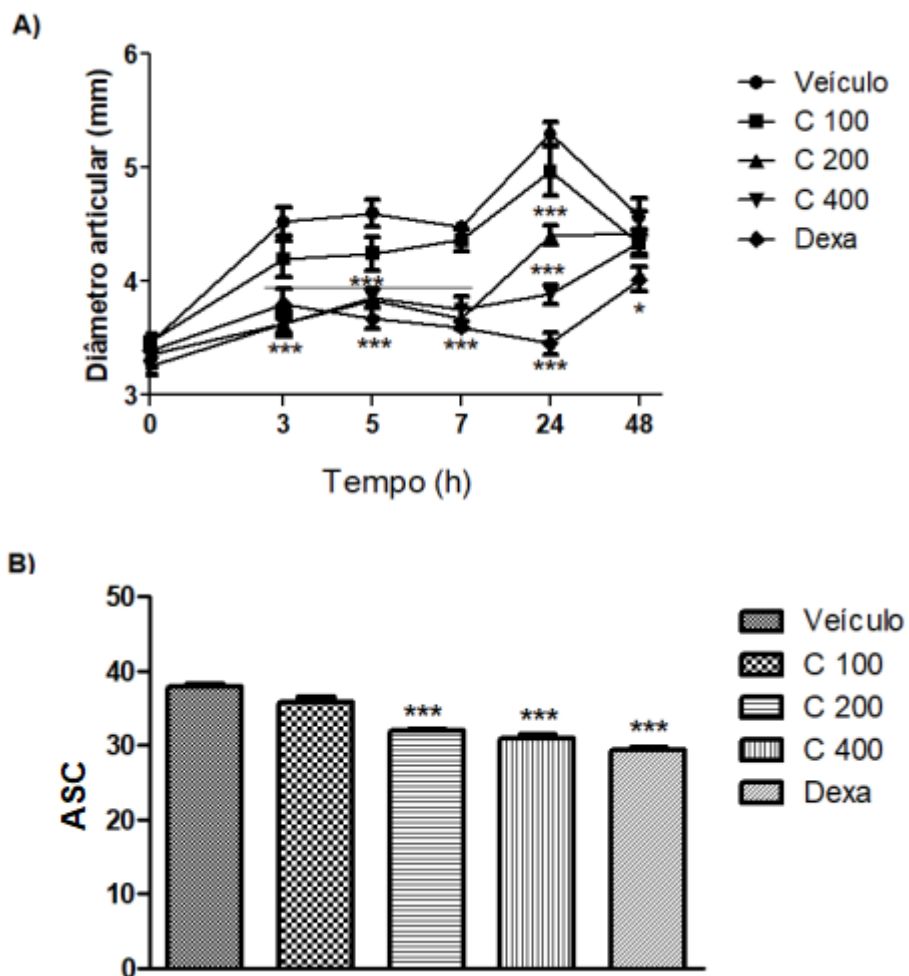 A)
Diâmetro articular (mm)
6
5
4
3
***
***
***
***
***
***
***
*
0 3 5 7 24 48
Tempo (h)
Veículo
C 100
C 200
C 400
Dexa
B)
ASC
50
40
30
20
10
0
*** *** ***
Veículo
C 100
C 200
C 400
Dexa